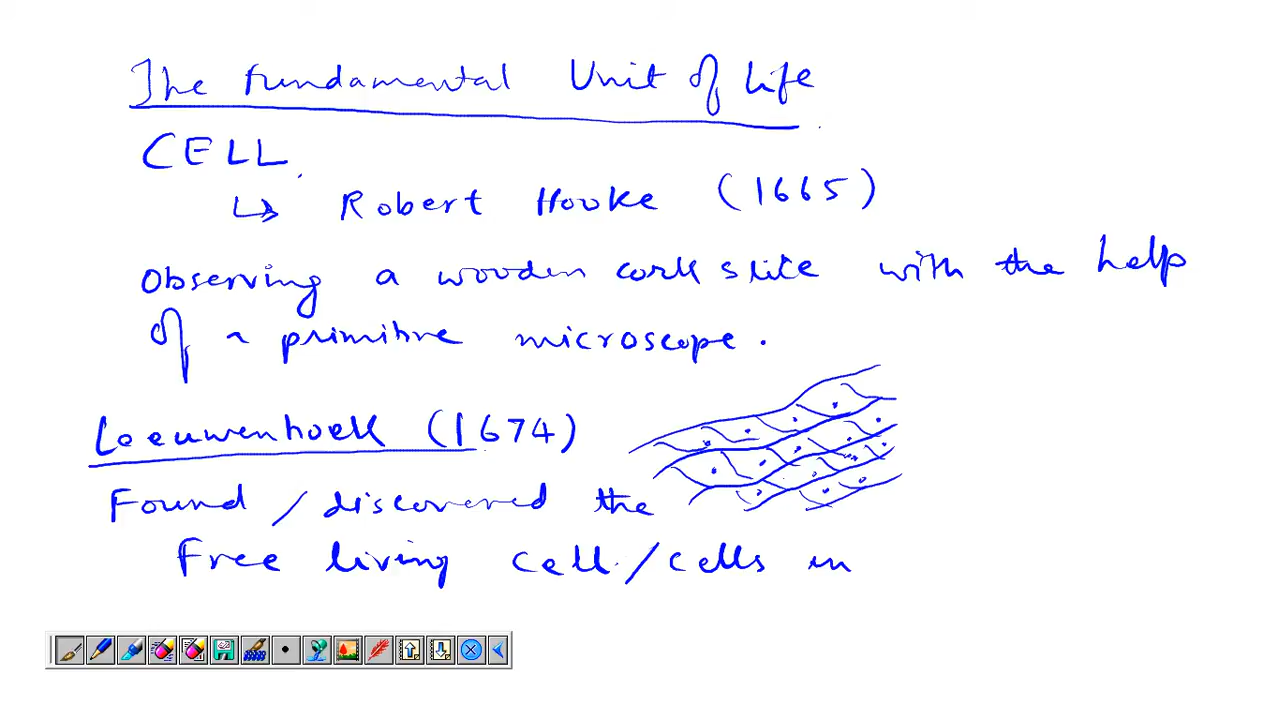 The Fundamental Unit of Life
CELL
↳ Robert Hooke (1665)
Observing a wooden cork slice with the help
of a primitive microscope.
Leeuwenhoek (1674)
Found / discovered the
Free living cell / cells in